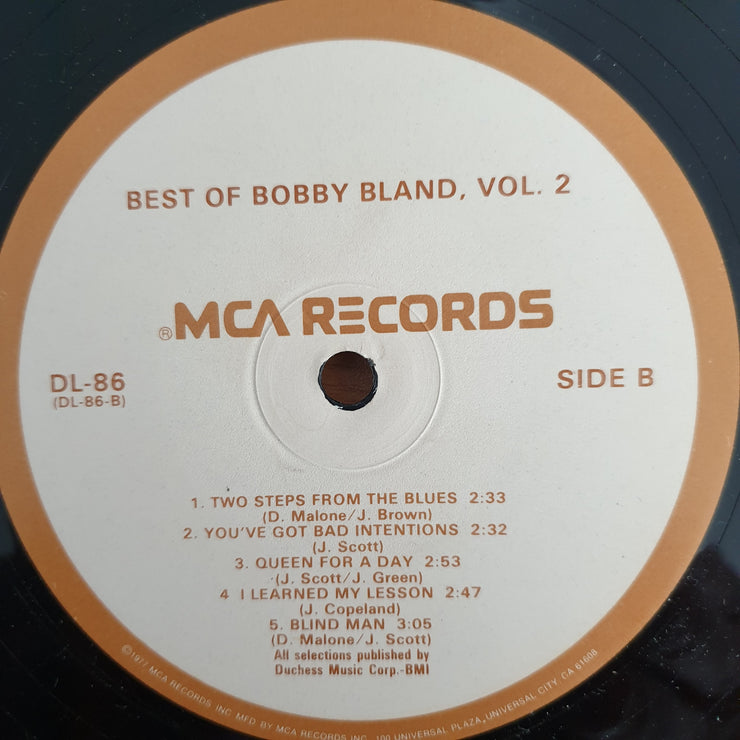 BEST OF BOBBY BLAND, VOL. 2
®MCA RECORDS
DL-86
(DL-86-B)
SIDE B
1. TWO STEPS FROM THE BLUES 2:33
(D. Malone/J. Brown)
2. YOU'VE GOT BAD INTENTIONS 2:32
(J. Scott)
3. QUEEN FOR A DAY 2:53
(J. Scott/J. Green)
4 I LEARNED MY LESSON 2:47
(J. Copeland)
5. BLIND MAN 3:05
(D. Malone/J. Scott)
All selections published by
Duchess Music Corp.-BMI
©1977 MCA RECORDS INC MFD BY MCA RECORDS INC. 100 UNIVERSAL PLAZA, UNIVERSAL CITY, CA 61608